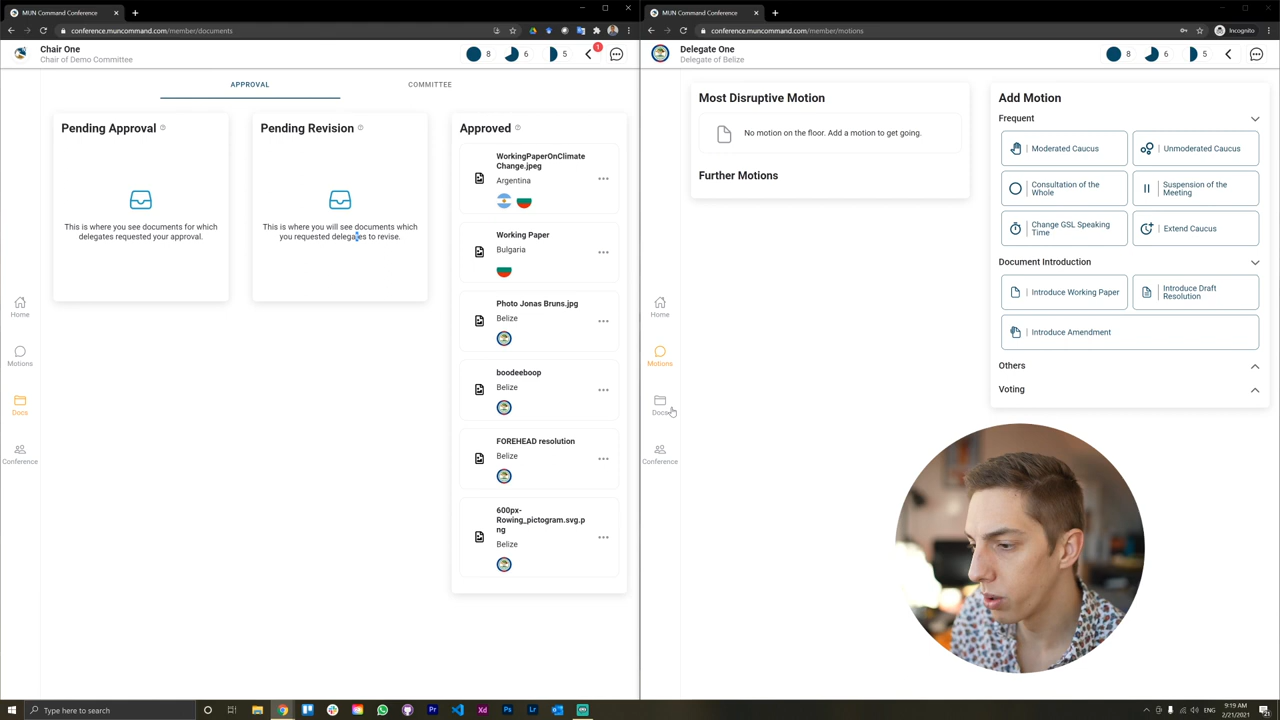 MUN Command Conference
conference.muncommand.com/member/documents
Chair One
Chair of Demo Committee
8
6
5
1
APPROVAL
COMMITTEE
Pending Approval
This is where you see documents for which
delegates requested your approval.
Pending Revision
This is where you will see documents which
you requested delegates to revise.
Approved
WorkingPaperOnClimate
Change.jpeg
Argentina
Working Paper
Bulgaria
Photo Jonas Bruns.jpg
Belize
boodeeboop
Belize
FOREHEAD resolution
Belize
600px-
Rowing_pictogram.svg.p
ng
Belize
Home
Motions
Docs
Conference
MUN Command Conference
conference.muncommand.com/member/motions
Incognito
Delegate One
Delegate of Belize
8
6
5
Most Disruptive Motion
No motion on the floor. Add a motion to get going.
Further Motions
Add Motion
Frequent
Moderated Caucus
Unmoderated Caucus
Consultation of the
Whole
Suspension of the
Meeting
Change GSL Speaking
Time
Extend Caucus
Document Introduction
Introduce Working Paper
Introduce Draft
Resolution
Introduce Amendment
Others
Voting
Home
Motions
Docs
Conference
Type here to search
9:19 AM
2/21/2021